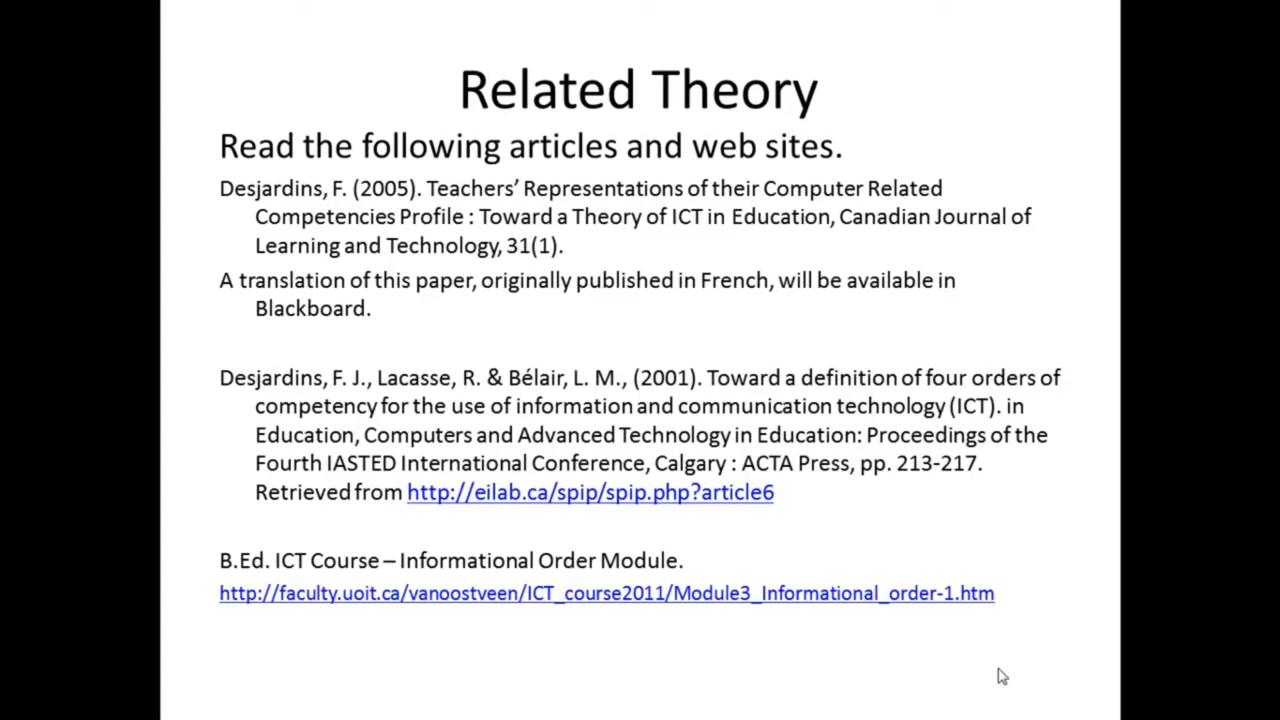 Related Theory
Read the following articles and web sites.
Desjardins, F. (2005). Teachers’ Representations of their Computer Related
Competencies Profile : Toward a Theory of ICT in Education, Canadian Journal of
Learning and Technology, 31(1).
A translation of this paper, originally published in French, will be available in
Blackboard.
Desjardins, F. J., Lacasse, R. & Bélair, L. M., (2001). Toward a definition of four orders of
competency for the use of information and communication technology (ICT). in
Education, Computers and Advanced Technology in Education: Proceedings of the
Fourth IASTED International Conference, Calgary : ACTA Press, pp. 213-217.
Retrieved from http://eilab.ca/spip/spip.php?article6
B.Ed. ICT Course – Informational Order Module.
http://faculty.uoit.ca/vanoostveen/ICT_course2011/Module3_Informational_order-1.htm